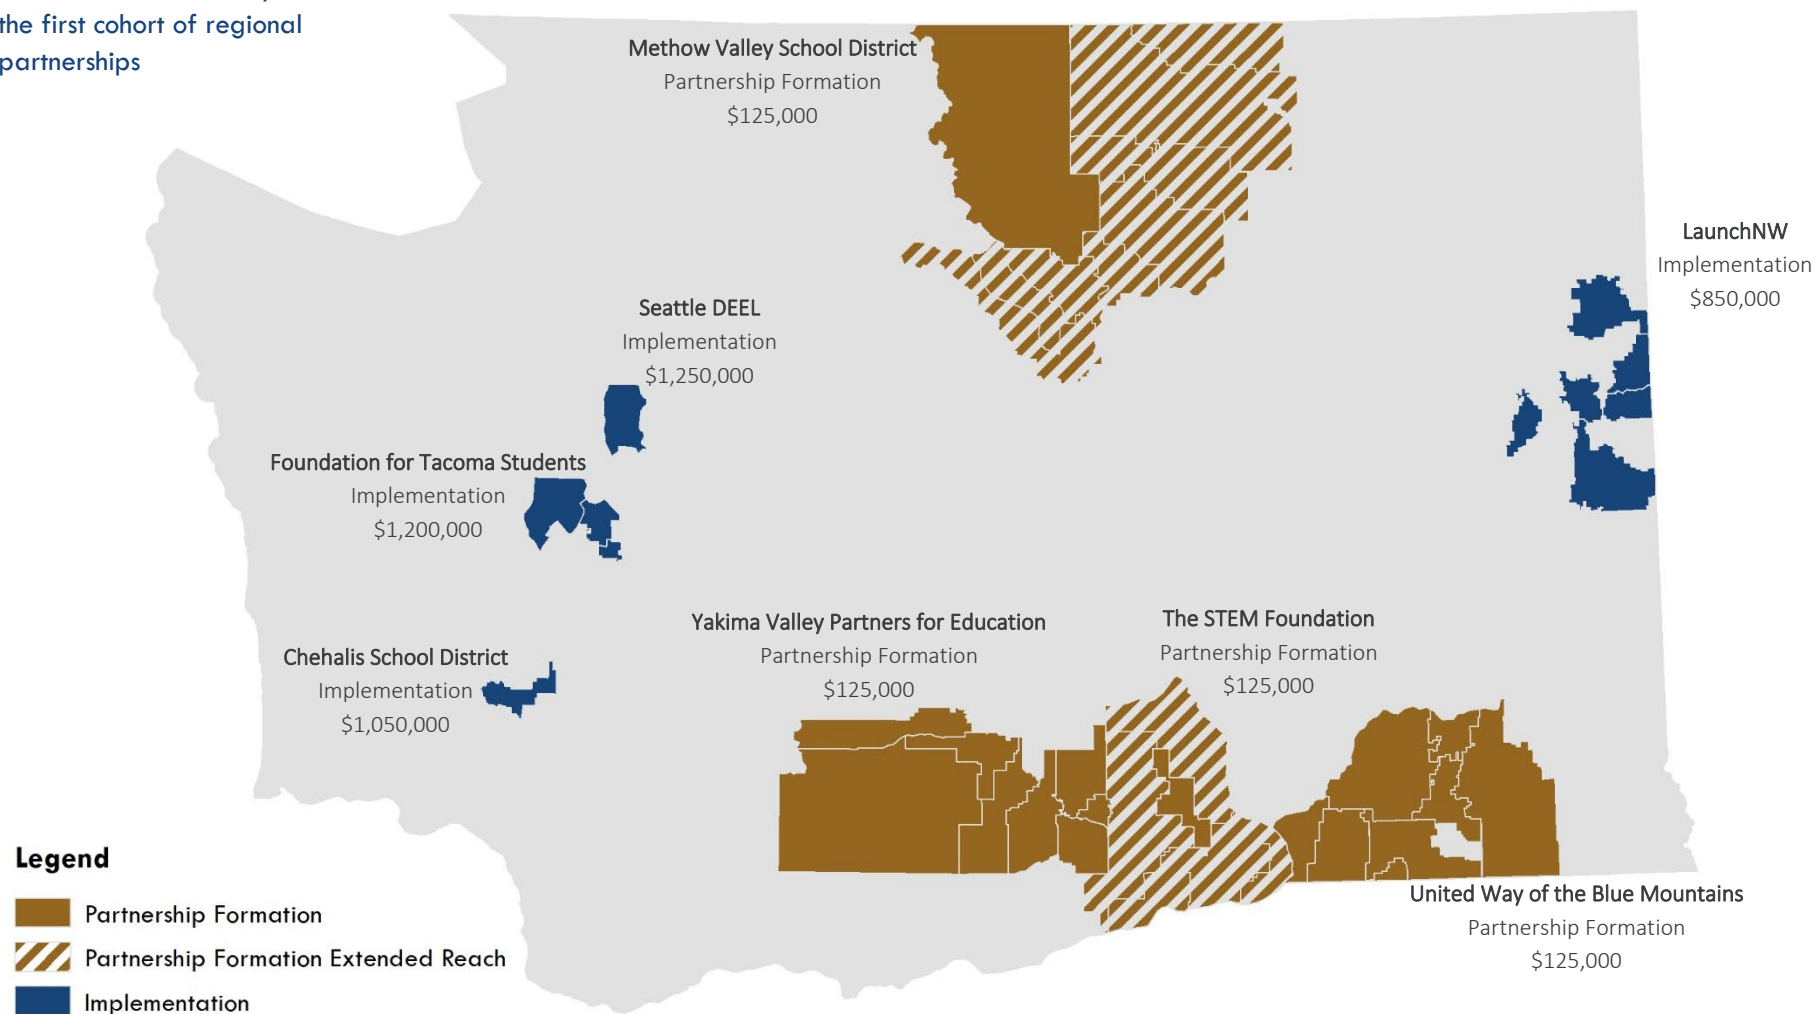 the first cohort of regional
partnerships
Methow Valley School District
Partnership Formation
$125,000
LaunchNW
Implementation
$850,000
Seattle DEEL
Implementation
$1,250,000
Foundation for Tacoma Students
Implementation
$1,200,000
Yakima Valley Partners for Education
Partnership Formation
$125,000
The STEM Foundation
Partnership Formation
$125,000
Chehalis School District
Implementation
$1,050,000
United Way of the Blue Mountains
Partnership Formation
$125,000
Legend
Partnership Formation
Partnership Formation Extended Reach
Implementation